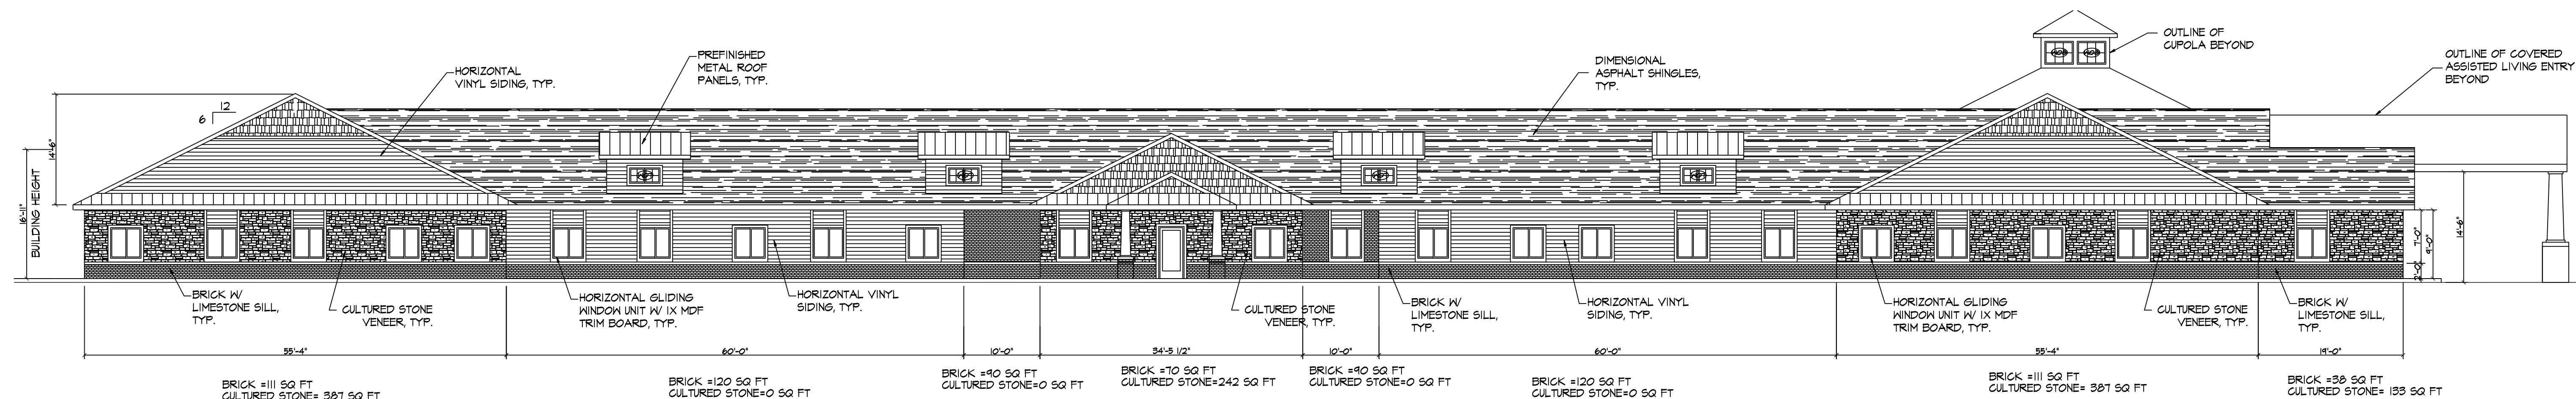 OUTLINE OF
CUPOLA BEYOND
OUTLINE OF COVERED
ASSISTED LIVING ENTRY
BEYOND
PREFINISHED
METAL ROOF
PANELS, TYP.
DIMENSIONAL
ASPHALT SHINGLES,
TYP.
HORIZONTAL
VINYL SIDING, TYP.
12
6
14'-6"
16'-11"
BUILDING HEIGHT
7'-0"
9'-0"
2'-0"
14'-6"
BRICK W/
LIMESTONE SILL,
TYP.
CULTURED STONE
VENEER, TYP.
HORIZONTAL GLIDING
WINDOW UNIT W/ 1X MDF
TRIM BOARD, TYP.
HORIZONTAL VINYL
SIDING, TYP.
CULTURED STONE
VENEER, TYP.
BRICK W/
LIMESTONE SILL,
TYP.
HORIZONTAL VINYL
SIDING, TYP.
HORIZONTAL GLIDING
WINDOW UNIT W/ 1X MDF
TRIM BOARD, TYP.
CULTURED STONE
VENEER, TYP.
BRICK W/
LIMESTONE SILL,
TYP.
55'-4"
60'-0"
10'-0"
34'-5 1/2"
10'-0"
60'-0"
55'-4"
19'-0"
BRICK =111 SQ FT
CULTURED STONE= 387 SQ FT
BRICK =120 SQ FT
CULTURED STONE=0 SQ FT
BRICK =90 SQ FT
CULTURED STONE=0 SQ FT
BRICK =70 SQ FT
CULTURED STONE=242 SQ FT
BRICK =90 SQ FT
CULTURED STONE=0 SQ FT
BRICK =120 SQ FT
CULTURED STONE=0 SQ FT
BRICK =111 SQ FT
CULTURED STONE= 387 SQ FT
BRICK =38 SQ FT
CULTURED STONE= 133 SQ FT